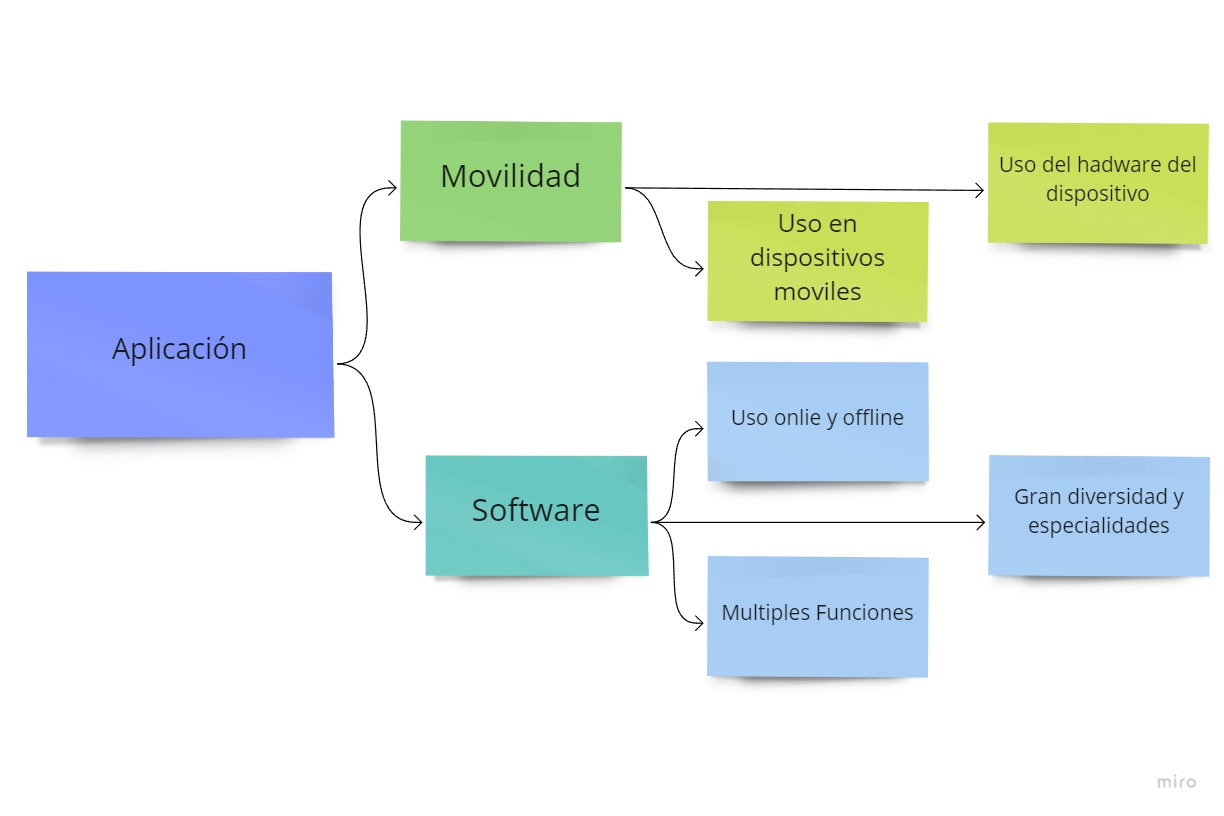 Movilidad
Uso del hadware del
dispositivo
Uso en
dispositivos
moviles
Aplicación
Uso onlie y offline
Software
Gran diversidad y
especialidades
Multiples Funciones
miro